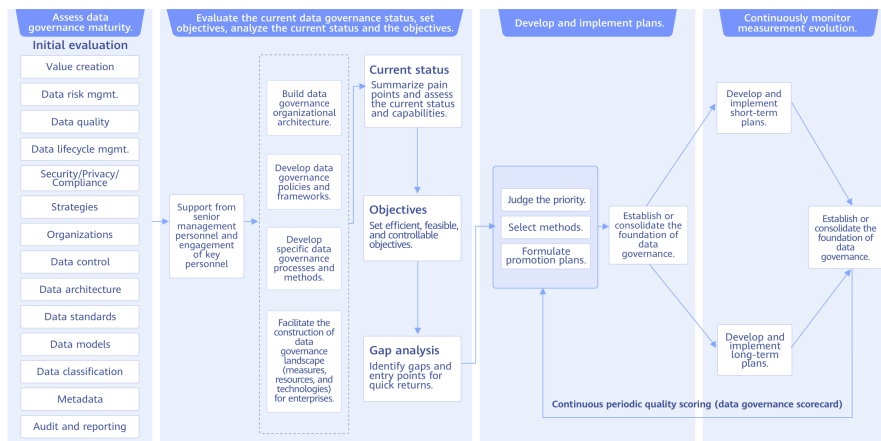 Assess data
governance maturity.
Initial evaluation
Value creation
Data risk mgmt.
Data quality
Data lifecycle mgmt.
Security/Privacy/
Compliance
Strategies
Organizations
Data control
Data architecture
Data standards
Data models
Data classification
Metadata
Audit and reporting
Evaluate the current data governance status, set
objectives, analyze the current status and the objectives.
Support from
senior
management
personnel and
engagement
of key
personnel
Build data
governance
organizational
architecture.
Develop data
governance
policies and
frameworks.
Develop
specific data
governance
processes and
methods.
Facilitate the
construction of
data
governance
landscape
(measures,
resources, and
technologies)
for enterprises.
Current status
Summarize pain
points and assess
the current status
and capabilities.
Objectives
Set efficient, feasible,
and controllable
objectives.
Gap analysis
Identify gaps and
entry points for
quick returns.
Develop and implement plans.
Judge the priority.
Select methods.
Formulate
promotion plans.
Establish or
consolidate the
foundation of
data
governance.
Continuously monitor
measurement evolution.
Develop and
implement
short-term
plans.
Establish or
consolidate the
foundation of
data
governance.
Develop and
implement
long-term
plans.
Continuous periodic quality scoring (data governance scorecard)